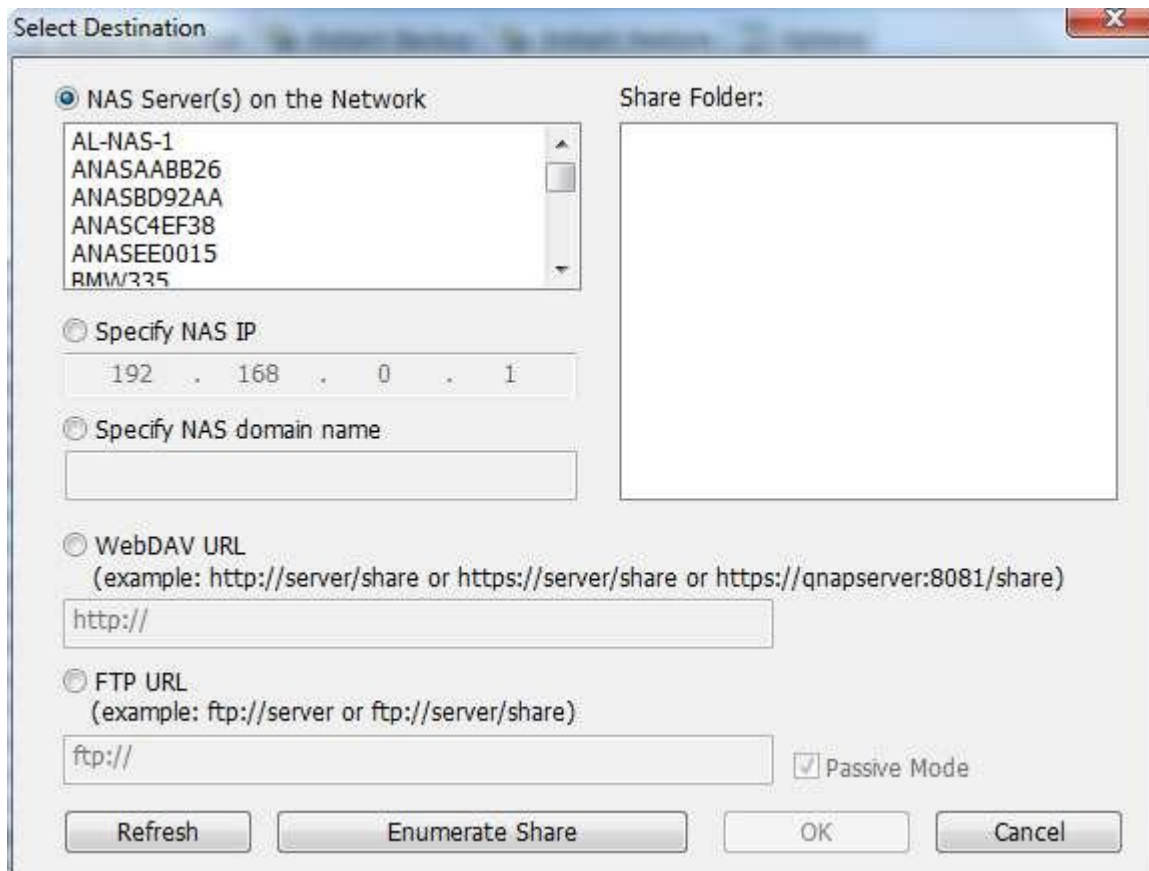 Select Destination
NAS Server(s) on the Network
Share Folder:
AL-NAS-1
ANASAABB26
ANASBD92AA
ANASC4EF38
ANASEE0015
BMW335
Specify NAS IP
192 . 168 . 0 . 1
Specify NAS domain name
WebDAV URL
(example: http://server/share or https://server/share or https://qnapserver:8081/share)
http://
FTP URL
(example: ftp://server or ftp://server/share)
ftp://
Passive Mode
Refresh
Enumerate Share
OK
Cancel